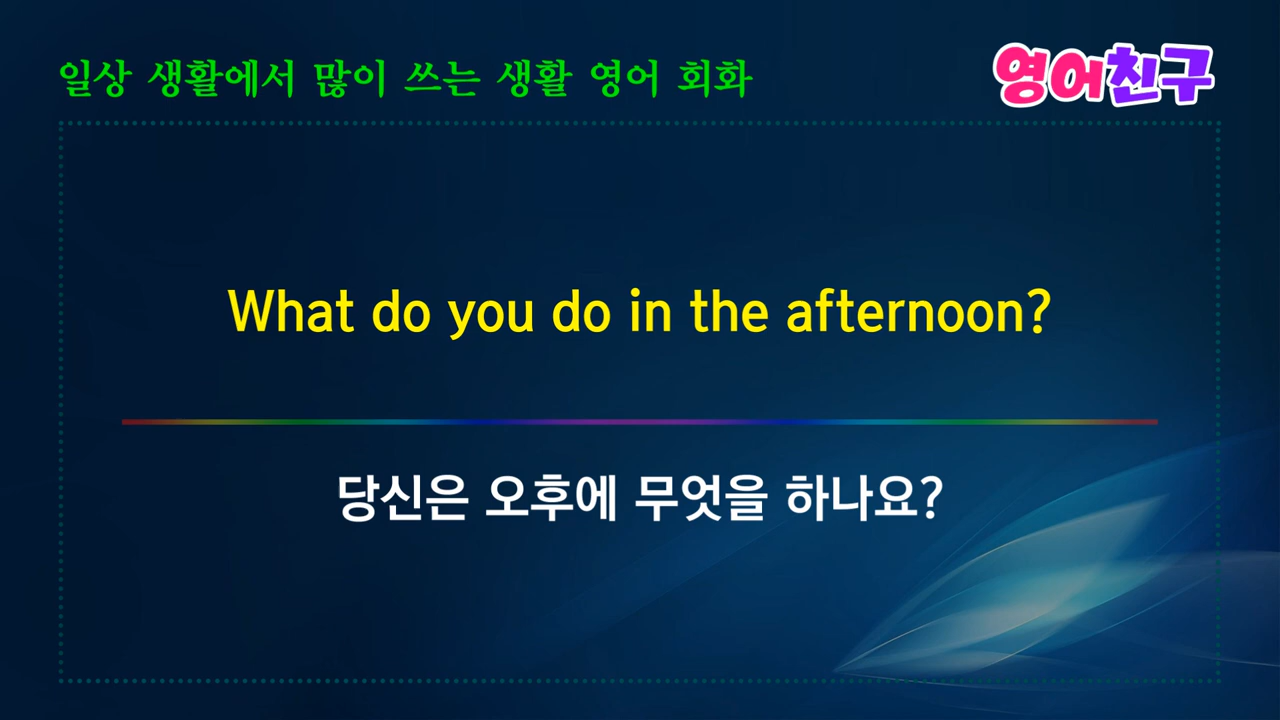 일상 생활에서 많이 쓰는 생활 영어 회화
영어친구
What do you do in the afternoon?
당신은 오후에 무엇을 하나요?